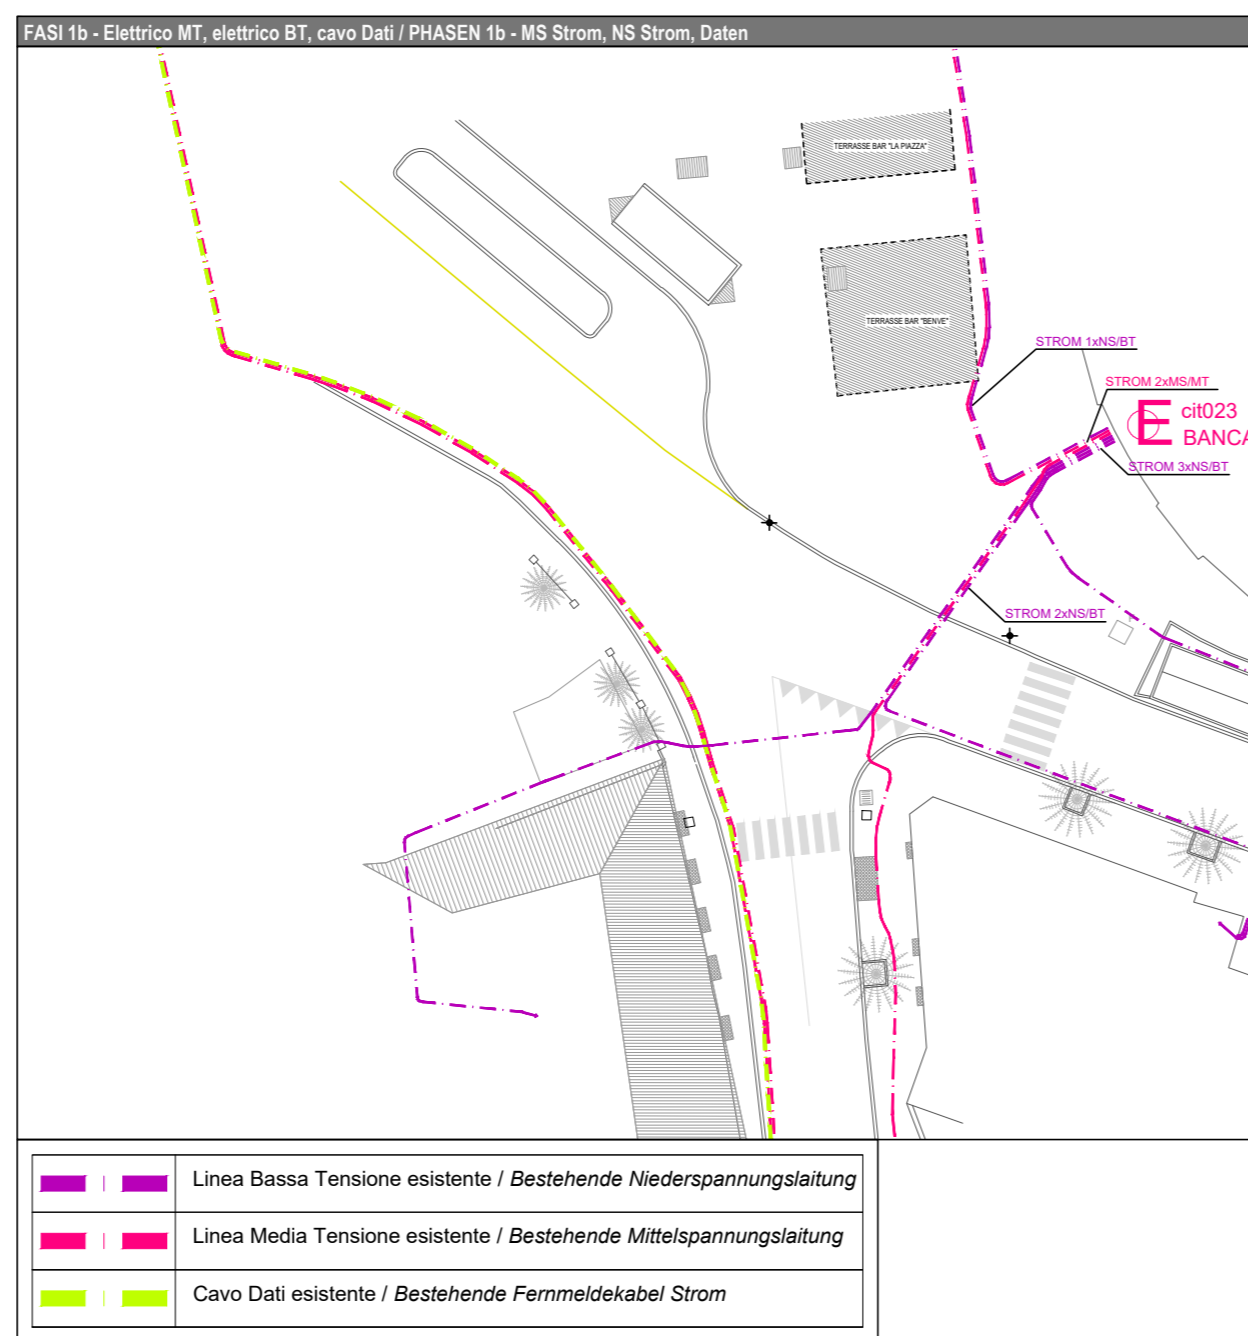 FASI 1b - Elettrico MT, elettrico BT, cavo Dati / PHASEN 1b - MS Strom, NS Strom, Daten
TERRASSE BAR "LA PIAZZA"
TERRASSE BAR "BENVE"
STROM 1xNS/BT
STROM 2xMS/MT
E cit023
BANCA
STROM 3xNS/BT
STROM 2xNS/BT
Linea Bassa Tensione esistente / Bestehende Niederspannungslaitung
Linea Media Tensione esistente / Bestehende Mittelspannungslaitung
Cavo Dati esistente / Bestehende Fernmeldekabel Strom